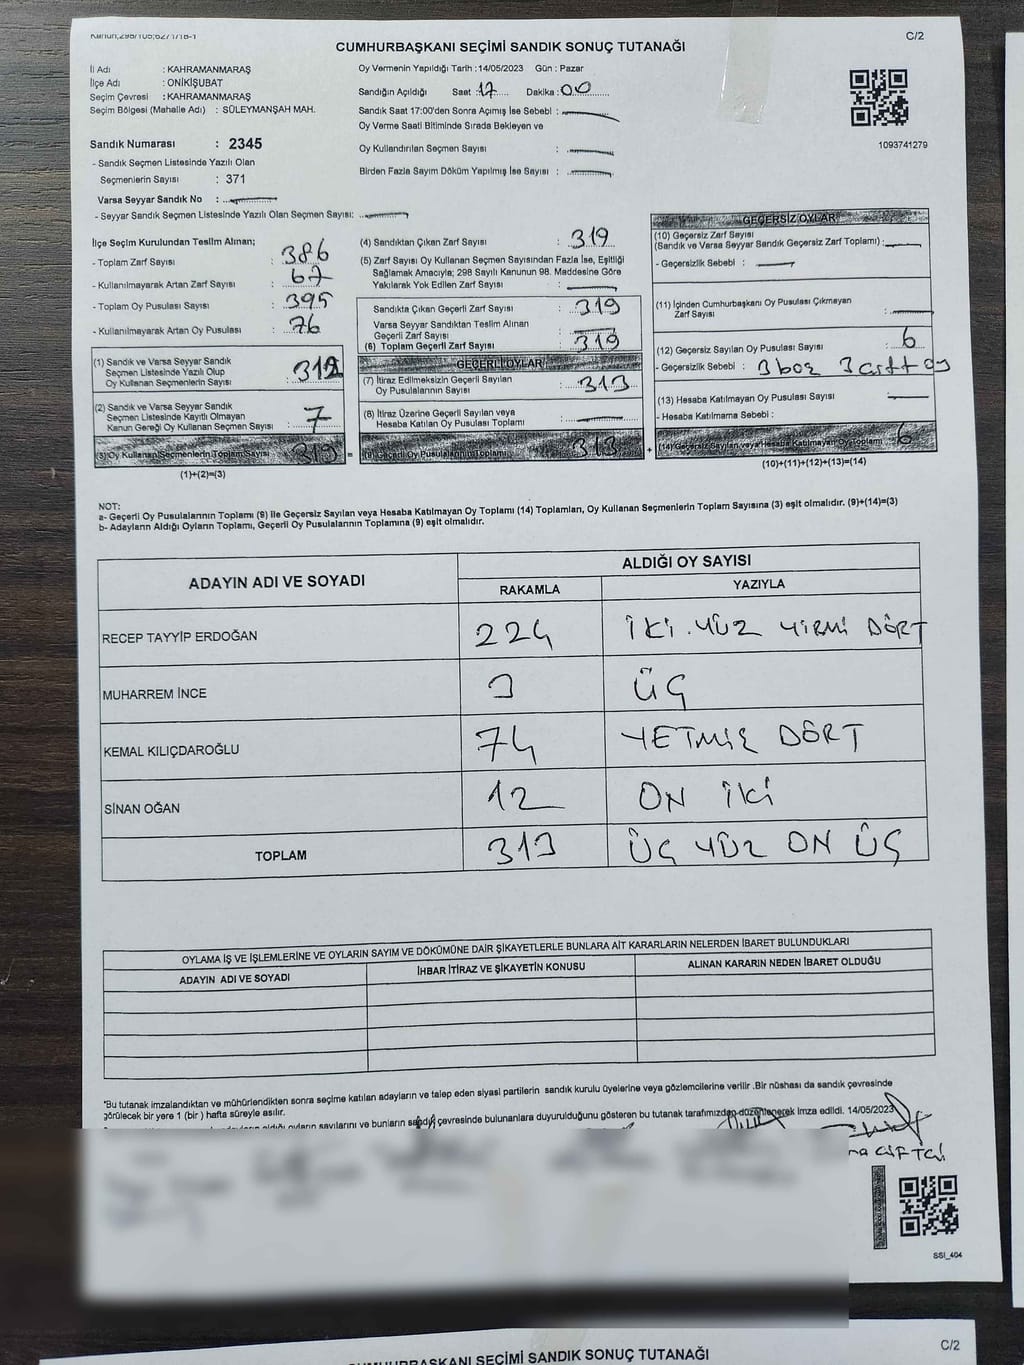 C/2
CUMHURBAŞKANI SEÇİMİ SANDIK SONUÇ TUTANAĞI
İl Adı : KAHRAMANMARAŞ
İlçe Adı : ONİKİŞUBAT
Seçim Çevresi : KAHRAMANMARAŞ
Seçim Bölgesi (Mahalle Adı) : SÜLEYMANŞAH MAH.
Sandık Numarası : 2345
- Sandık Seçmen Listesinde Yazılı Olan
Seçmenlerin Sayısı : 371
Varsa Seyyar Sandık No :
- Seyyar Sandık Seçmen Listesinde Yazılı Olan Seçmen Sayısı:
Oy Vermenin Yapıldığı Tarih : 14/05/2023 Gün : Pazar
Sandığın Açıldığı Saat : 17 Dakika : 00
Sandık Saat 17:00'den Sonra Açımış İse Sebebi :
Oy Verme Saati Bitiminde Sırada Bekleyen ve
Oy Kullandırılan Seçmen Sayısı :
Birden Fazla Sayım Döküm Yapılmış İse Sayısı :
1093741279
İlçe Seçim Kurulundan Teslim Alınan;
- Toplam Zarf Sayısı : 386
- Kullanılmayarak Artan Zarf Sayısı : 67
- Toplam Oy Pusulası Sayısı : 395
- Kullanılmayarak Artan Oy Pusulası : 76
(1) Sandık ve Varsa Seyyar Sandık
Seçmen Listesinde Yazılı Olup
Oy Kullanan Seçmenlerin Sayısı : 312
(2) Sandık ve Varsa Seyyar Sandık
Seçmen Listesinde Kayıtlı Olmayan
Kanun Gereği Oy Kullanan Seçmen Sayısı : 7
(3) Oy Kullanan Seçmenlerin Toplam Sayısı 319 =
(1)+(2)=(3)
(4) Sandıktan Çıkan Zarf Sayısı : 319
(5) Zarf Sayısı Oy Kullanan Seçmen Sayısından Fazla İse, Eşitliği
Sağlamak Amacıyla; 298 Sayılı Kanunun 98. Maddesine Göre
Yakılarak Yok Edilen Zarf Sayısı :
Sandıkta Çıkan Geçerli Zarf Sayısı : 319
Varsa Seyyar Sandıktan Teslim Alınan
Geçerli Zarf Sayısı :
(6) Toplam Geçerli Zarf Sayısı : 319
GEÇERLİ OYLAR
(7) İtiraz Edilmeksizin Geçerli Sayılan
Oy Pusulalarının Sayısı : 313
(8) İtiraz Üzerine Geçerli Sayılan veya
Hesaba Katılan Oy Pusulaları Toplamı :
(9) Geçerli Oy Pusulalarının Toplamı 313 +
GEÇERSİZ OYLAR
(10) Geçersiz Zarf Sayısı
(Sandık ve Varsa Seyyar Sandık Geçersiz Zarf Toplamı) :
- Geçersizlik Sebebi :
(11) İçinden Cumhurbaşkanı Oy Pusulası Çıkmayan
Zarf Sayısı :
(12) Geçersiz Sayılan Oy Pusulası Sayısı : 6
- Geçersizlik Sebebi : 3 boş 3 çift oy
(13) Hesaba Katılmayan Oy Pusulası Sayısı
- Hesaba Katılmama Sebebi :
(14) Geçersiz Sayılan veya Hesaba Katılmayan Oy Toplamı 6
(10)+(11)+(12)+(13)=(14)
NOT:
a- Geçerli Oy Pusulalarının Toplamı (9) ile Geçersiz Sayılan veya Hesaba Katılmayan Oy Toplamı (14) Toplamları, Oy Kullanan Seçmenlerin Toplam Sayısına (3) eşit olmalıdır. (9)+(14)=(3)
b- Adayların Aldığı Oyların Toplamı, Geçerli Oy Pusulalarının Toplamına (9) eşit olmalıdır.
ADAYIN ADI VE SOYADI ALDIĞI OY SAYISI
RAKAMLA YAZIYLA
RECEP TAYYİP ERDOĞAN 224 İKİ YÜZ YİRMİ DÖRT
MUHARREM İNCE 3 ÜÇ
KEMAL KILIÇDAROĞLU 74 YETMİŞ DÖRT
SİNAN OĞAN 12 ON İKİ
TOPLAM 313 ÜÇ YÜZ ON ÜÇ
OYLAMA İŞ VE İŞLEMLERİNE VE OYLARIN SAYIM VE DÖKÜMÜNE DAİR ŞİKAYETLERLE BUNLARA AİT KARARLARIN NELERDEN İBARET BULUNDUKLARI
ADAYIN ADI VE SOYADI İHBAR İTİRAZ VE ŞİKAYETİN KONUSU ALINAN KARARIN NEDEN İBARET OLDUĞU
*Bu tutanak imzalandıktan ve mühürlendikten sonra seçime katılan adayların ve talep eden siyasi partilerin sandık kurulu üyelerine veya gözlemcilerine verilir .Bir nüshası da sandık çevresinde
görülecek bir yere 1 (bir ) hafta süreyle asılır.
aldığı oyların sayılarını ve bunların sandık çevresinde bulunanlara duyurulduğunu gösteren bu tutanak tarafımızdan düzenlenerek imza edildi. 14/05/2023
ÇİFTÇİ
SSI_404
C/2
CUMHURBAŞKANI SEÇİMİ SANDIK SONUÇ TUTANAĞI